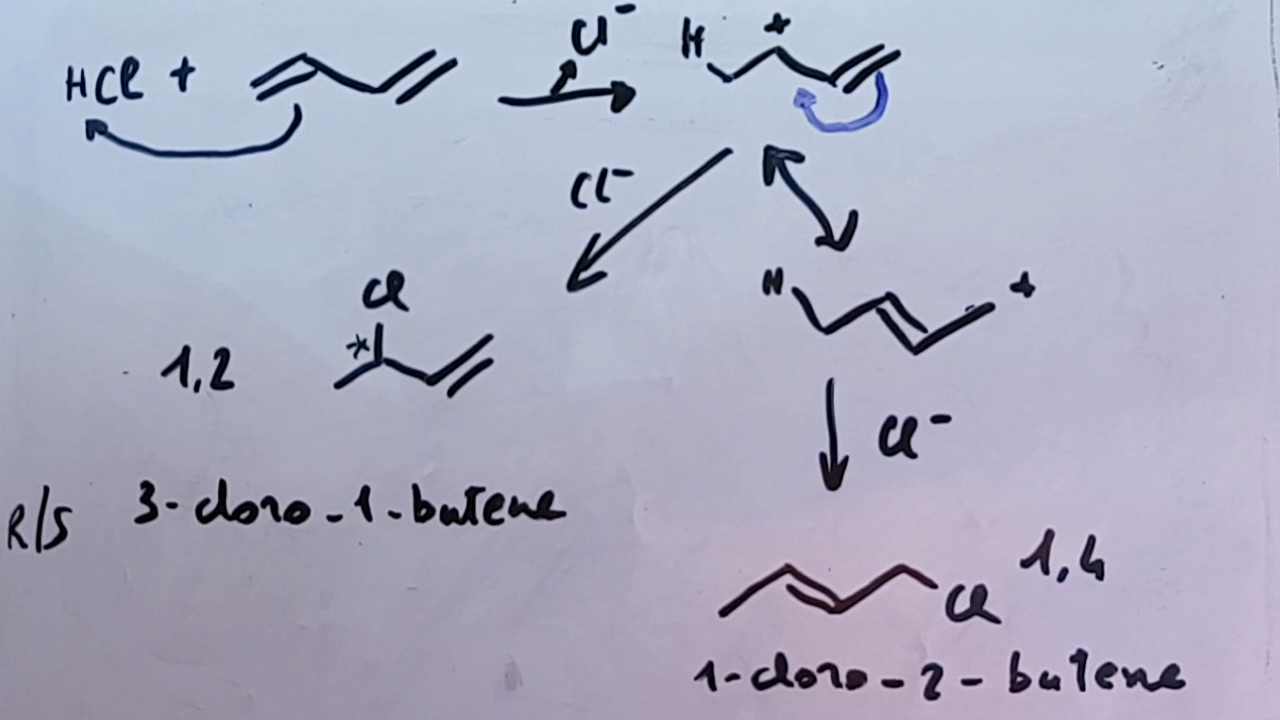 HCl +
Cl⁻
H +
Cl⁻
H +
Cl
*
1,2
Cl⁻
R/S 3-cloro-1-butene
1,4
Cl
1-cloro-2-butene